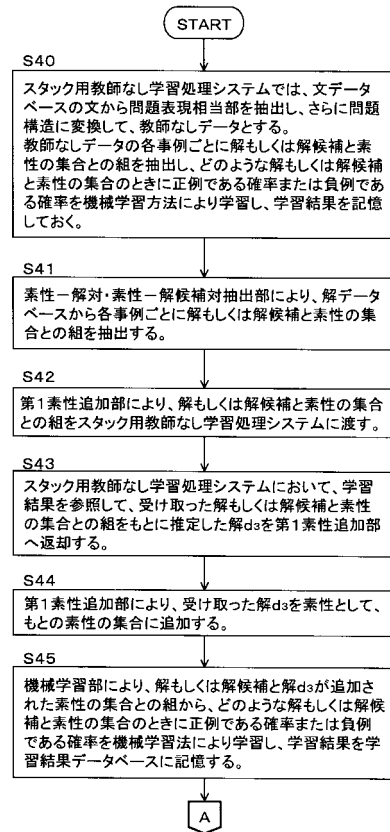 START
S40
スタック用教師なし学習処理システムでは、文デー
タベースの文から問題表現相当部を抽出し、さらに問題
構造に変換して、教師なしデータとする。
教師なしデータの各事例ごとに解もしくは解候補と素
性の集合との組を抽出し、どのような解もしくは解候補
と素性の集合のときに正例である確率または負例であ
る確率を機械学習方法により学習し、学習結果を記
憶しておく。
S41
素性－解対・素性－解候補対抽出部により、解デー
タベースから各事例ごとに解もしくは解候補と素性の集
合との組を抽出する。
S42
第1素性追加部により、解もしくは解候補と素性の集合
との組をスタック用教師なし学習処理システムに渡す。
S43
スタック用教師なし学習処理システムにおいて、学習
結果を参照して、受け取った解もしくは解候補と素性
の集合との組をもとに推定した解d3を第1素性追加部
へ返却する。
S44
第1素性追加部により、受け取った解d3を素性として、
もとの素性の集合に追加する。
S45
機械学習部により、解もしくは解候補と解d3が追加さ
れた素性の集合との組から、どのような解もしくは解候
補と素性の集合のときに正例である確率または負例
である確率を機械学習法により学習し、学習結果を学
習結果データベースに記憶する。
A